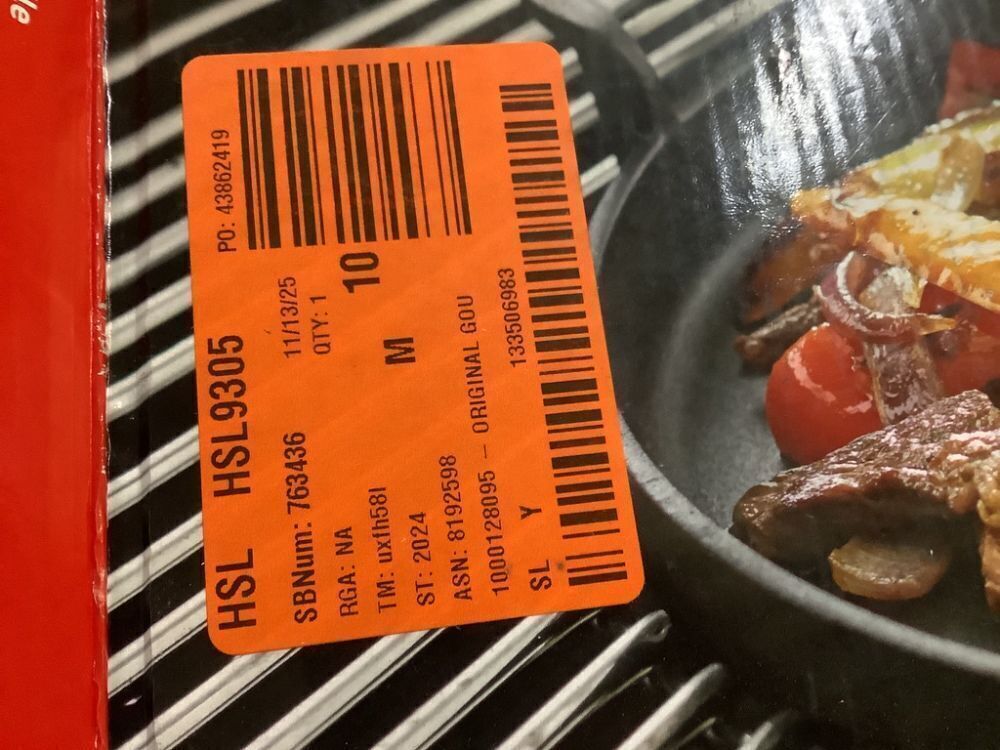 HSL HSL9305 PO: 43862419
SBNum: 763436 11/13/25
RGA: NA QTY: 1
TM: uxfh58l 10
ST: 2024 M
ASN: 8192598
1000128095 – ORIGINAL GOU
SL Y 133506983